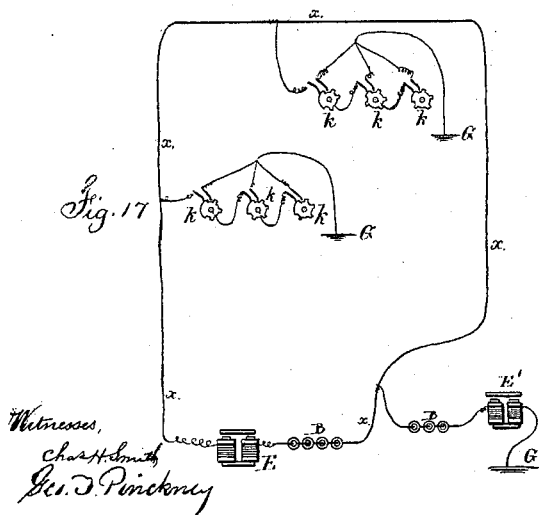 x.
k k k
G
x.
Fig. 17
k k k
G
x.
x.
E'
B
B
x.
E
G
Witnesses,
Chas H. Smith
Geo. D. Pinckney